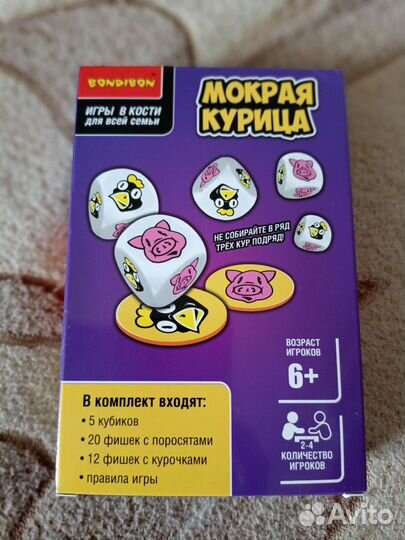 BONDIBON
ИГРЫ В КОСТИ
для всей семьи
МОКРАЯ
КУРИЦА
НЕ СОБИРАЙТЕ В РЯД
ТРЁХ КУР ПОДРЯД!
ВОЗРАСТ
ИГРОКОВ
6+
В комплект входят:
• 5 кубиков
• 20 фишек с поросятами
• 12 фишек с курочками
• правила игры
2-4
КОЛИЧЕСТВО
ИГРОКОВ
Avito